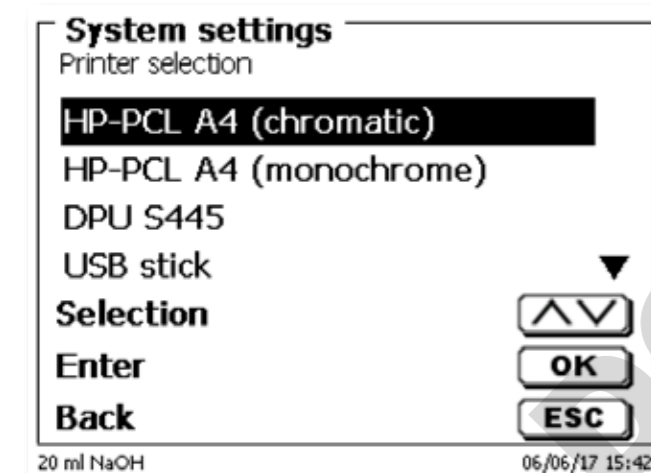 System settings
Printer selection
HP-PCL A4 (chromatic)
HP-PCL A4 (monochrome)
DPU S445
USB stick
Selection
Enter OK
Back ESC
20 ml NaOH 06/06/17 15:42